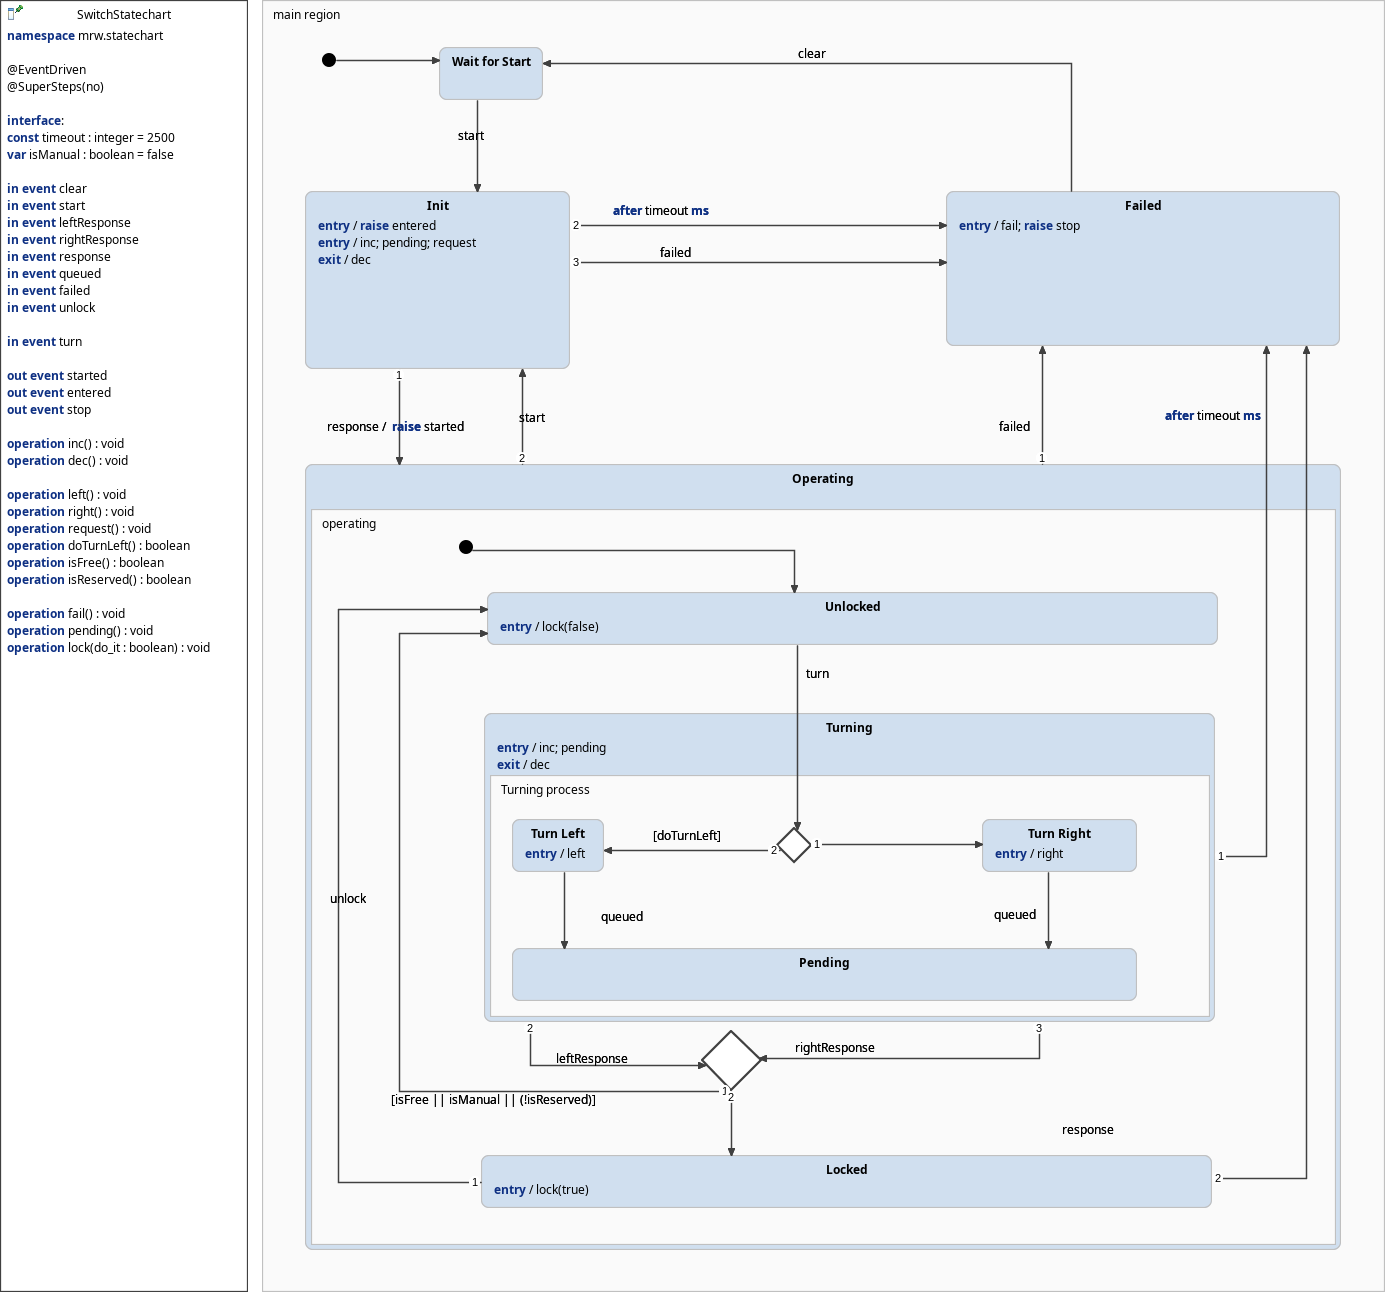 SwitchStatechart
namespace mrw.statechart
@EventDriven
@SuperSteps(no)
interface:
const timeout : integer = 2500
var isManual : boolean = false
in event clear
in event start
in event leftResponse
in event rightResponse
in event response
in event queued
in event failed
in event unlock
in event turn
out event started
out event entered
out event stop
operation inc() : void
operation dec() : void
operation left() : void
operation right() : void
operation request() : void
operation doTurnLeft() : boolean
operation isFree() : boolean
operation isReserved() : boolean
operation fail() : void
operation pending() : void
operation lock(do_it : boolean) : void
main region
Wait for Start
clear
start
Init
entry / raise entered
entry / inc; pending; request
exit / dec
2
after timeout ms
3
failed
Failed
entry / fail; raise stop
1
response / raise started
start
2
failed
1
after timeout ms
Operating
operating
Unlocked
entry / lock(false)
turn
Turning
entry / inc; pending
exit / dec
Turning process
Turn Left
entry / left
[doTurnLeft]
2
1
Turn Right
entry / right
1
queued
queued
unlock
Pending
2
3
leftResponse
rightResponse
1
2
[isFree || isManual || (!isReserved)]
response
Locked
entry / lock(true)
1
2